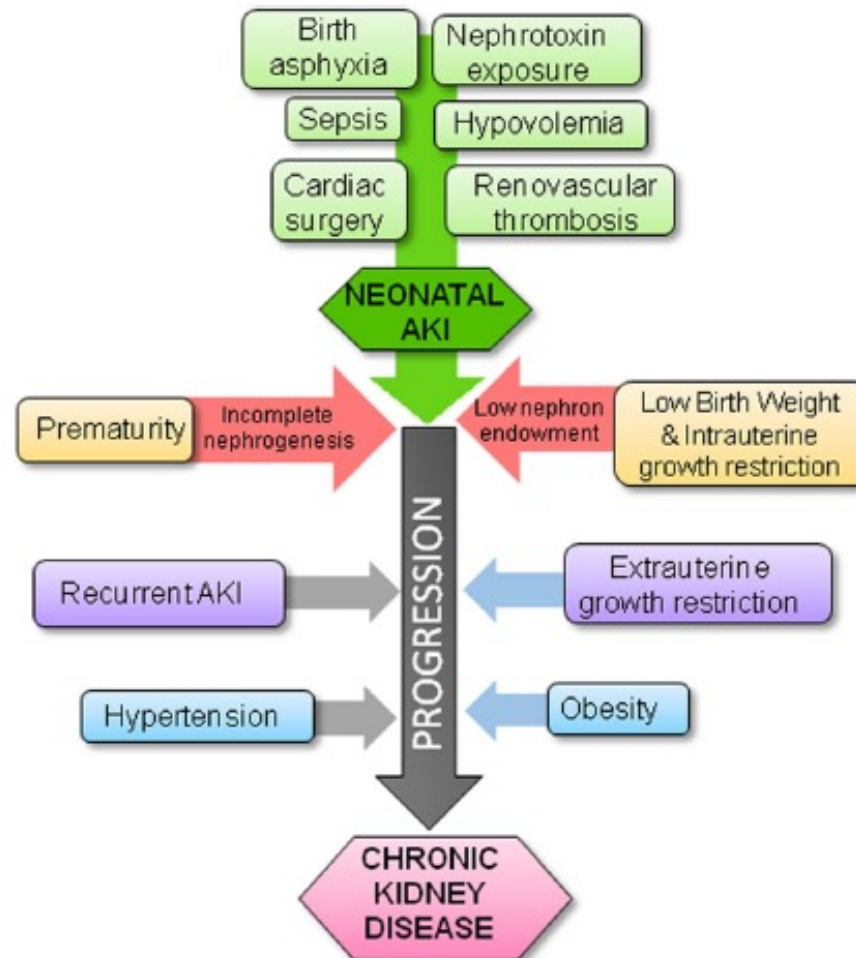 Birth
asphyxia
Nephrotoxin
exposure
Sepsis
Hypovolemia
Cardiac
surgery
Renovascular
thrombosis
NEONATAL
AKI
Prematurity
Incomplete
nephrogenesis
Low nephron
endowment
Low Birth Weight
& Intrauterine
growth restriction
PROGRESSION
Recurrent AKI
Extrauterine
growth restriction
Hypertension
Obesity
CHRONIC
KIDNEY
DISEASE